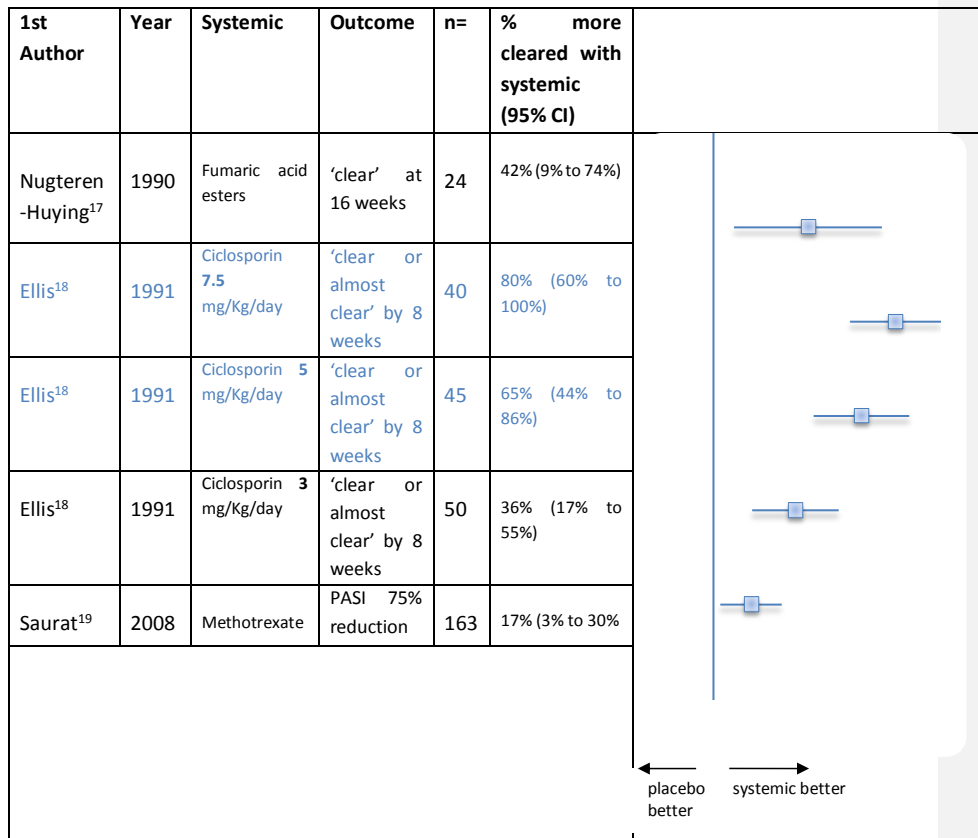 1st Author | Year | Systemic | Outcome | n= | % more cleared with systemic (95% CI)
Nugteren-Huying17 | 1990 | Fumaric acid esters | ‘clear’ at 16 weeks | 24 | 42% (9% to 74%)
Ellis18 | 1991 | Ciclosporin 7.5 mg/Kg/day | ‘clear or almost clear’ by 8 weeks | 40 | 80% (60% to 100%)
Ellis18 | 1991 | Ciclosporin 5 mg/Kg/day | ‘clear or almost clear’ by 8 weeks | 45 | 65% (44% to 86%)
Ellis18 | 1991 | Ciclosporin 3 mg/Kg/day | ‘clear or almost clear’ by 8 weeks | 50 | 36% (17% to 55%)
Saurat19 | 2008 | Methotrexate | PASI 75% reduction | 163 | 17% (3% to 30%
placebo better
systemic better